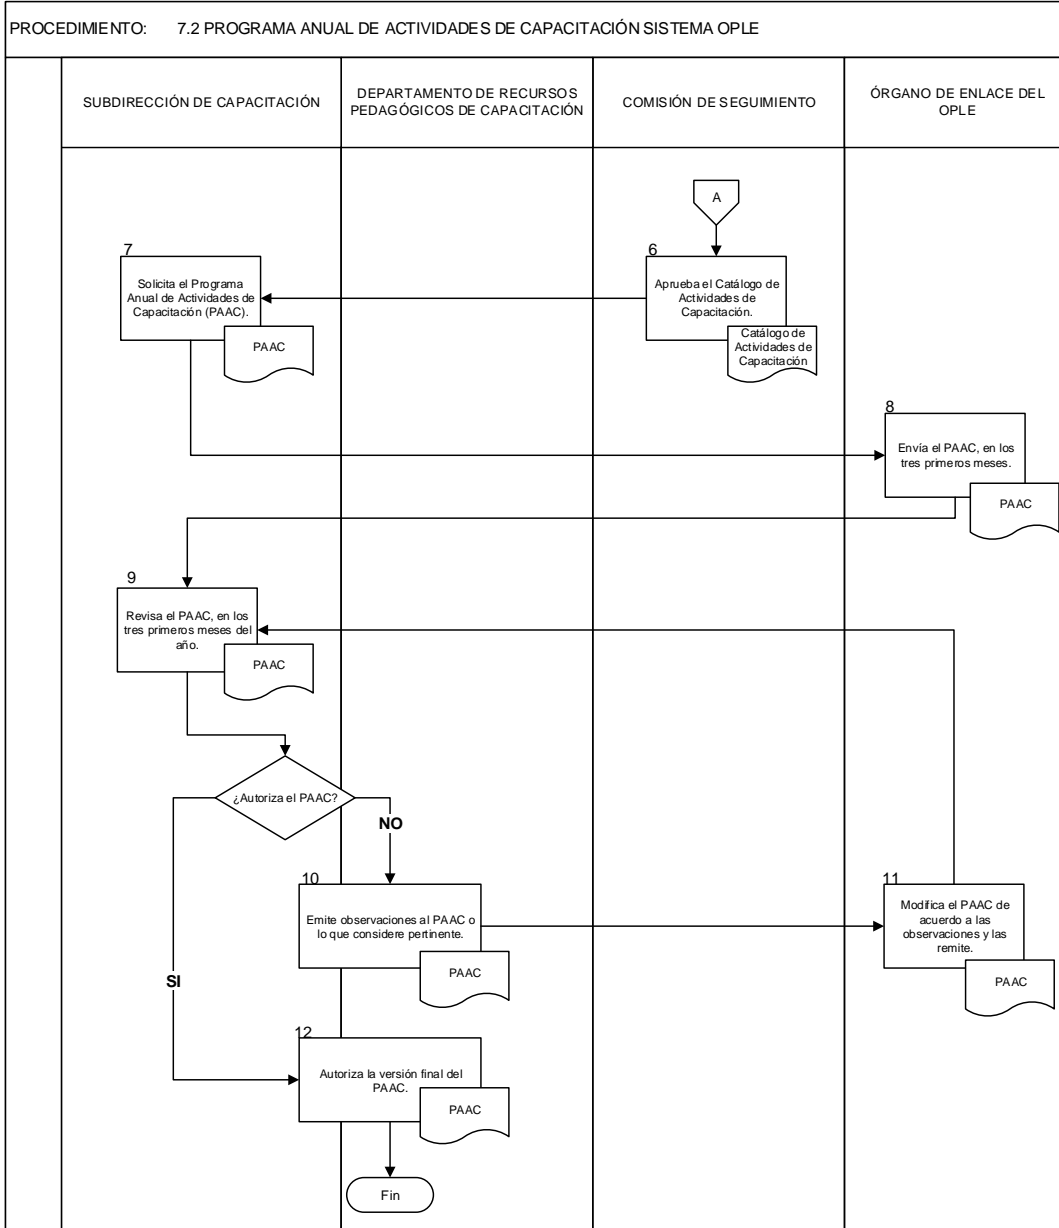 PROCEDIMIENTO: 7.2 PROGRAMA ANUAL DE ACTIVIDADES DE CAPACITACIÓN SISTEMA OPLE
SUBDIRECCIÓN DE CAPACITACIÓN
DEPARTAMENTO DE RECURSOS
PEDAGÓGICOS DE CAPACITACIÓN
COMISIÓN DE SEGUIMIENTO
ÓRGANO DE ENLACE DEL
OPLE
A
6
Aprueba el Catálogo de
Actividades de
Capacitación.
Catálogo de
Actividades de
Capacitación
7
Solicita el Programa
Anual de Actividades de
Capacitación (PAAC).
PAAC
8
Envía el PAAC, en los
tres primeros meses.
PAAC
9
Revisa el PAAC, en los
tres primeros meses del
año.
PAAC
¿Autoriza el PAAC?
NO
SI
10
Emite observaciones al PAAC o
lo que considere pertinente.
PAAC
11
Modifica el PAAC de
acuerdo a las
observaciones y las
remite.
PAAC
12
Autoriza la versión final del
PAAC.
PAAC
Fin